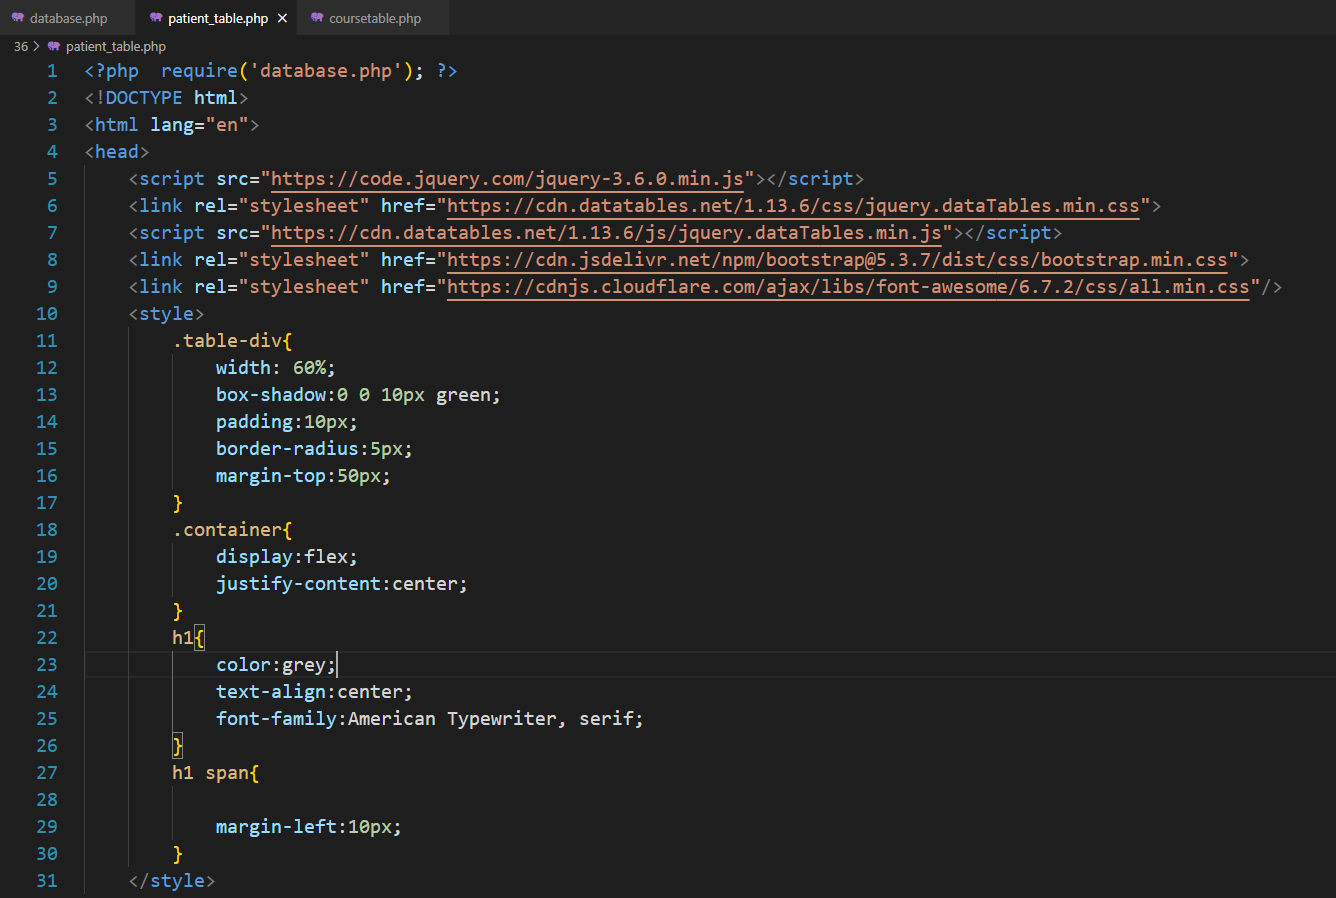 database.php patient_table.php × coursetable.php
36 > patient_table.php
1 <?php  require('database.php'); ?>
2 <!DOCTYPE html>
3 <html lang="en">
4 <head>
5     <script src="https://code.jquery.com/jquery-3.6.0.min.js"></script>
6     <link rel="stylesheet" href="https://cdn.datatables.net/1.13.6/css/jquery.dataTables.min.css">
7     <script src="https://cdn.datatables.net/1.13.6/js/jquery.dataTables.min.js"></script>
8     <link rel="stylesheet" href="https://cdn.jsdelivr.net/npm/bootstrap@5.3.7/dist/css/bootstrap.min.css">
9     <link rel="stylesheet" href="https://cdnjs.cloudflare.com/ajax/libs/font-awesome/6.7.2/css/all.min.css"/>
10     <style>
11         .table-div{
12             width: 60%;
13             box-shadow:0 0 10px green;
14             padding:10px;
15             border-radius:5px;
16             margin-top:50px;
17         }
18         .container{
19             display:flex;
20             justify-content:center;
21         }
22         h1{
23             color:grey;
24             text-align:center;
25             font-family:American Typewriter, serif;
26         }
27         h1 span{
28
29             margin-left:10px;
30         }
31     </style>